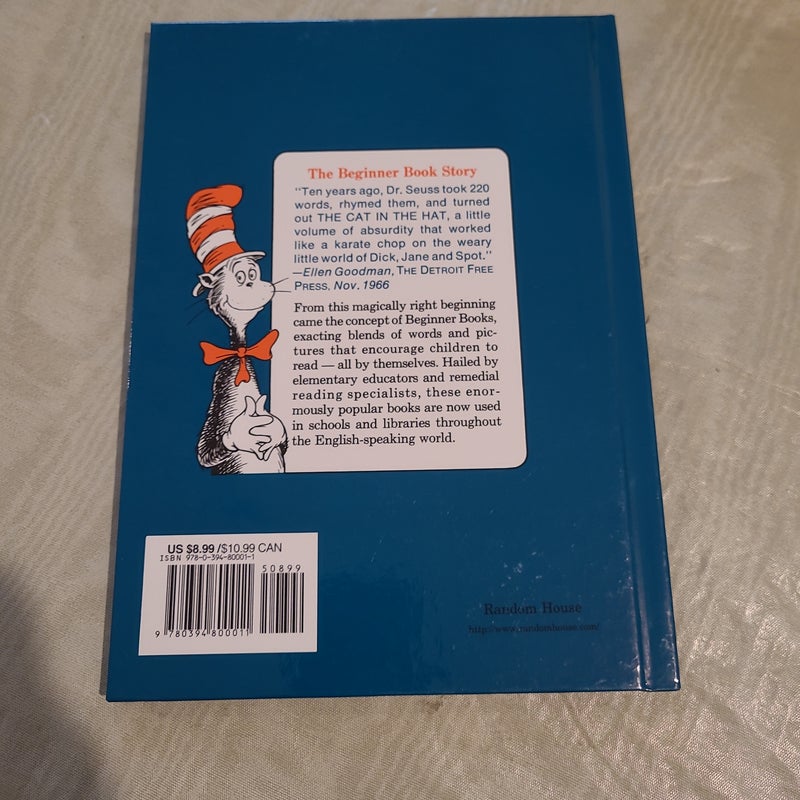 The Beginner Book Story
"Ten years ago, Dr. Seuss took 220
words, rhymed them, and turned
out THE CAT IN THE HAT, a little
volume of absurdity that worked
like a karate chop on the weary
little world of Dick, Jane and Spot."
—Ellen Goodman, THE DETROIT FREE
PRESS. Nov. 1966
From this magically right beginning
came the concept of Beginner Books,
exacting blends of words and pic-
tures that encourage children to
read — all by themselves. Hailed by
elementary educators and remedial
reading specialists, these enor-
mously popular books are now used
in schools and libraries throughout
the English-speaking world.
US $8.99/$10.99 CAN
ISBN 978-0-394-80001-1
50899
9 780394 800011
Random House
http://www.randomhouse.com/